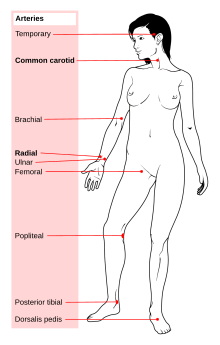 Arteries
Temporary
Common carotid
Brachial
Radial
Ulnar
Femoral
Popliteal
Posterior tibial
Dorsalis pedis